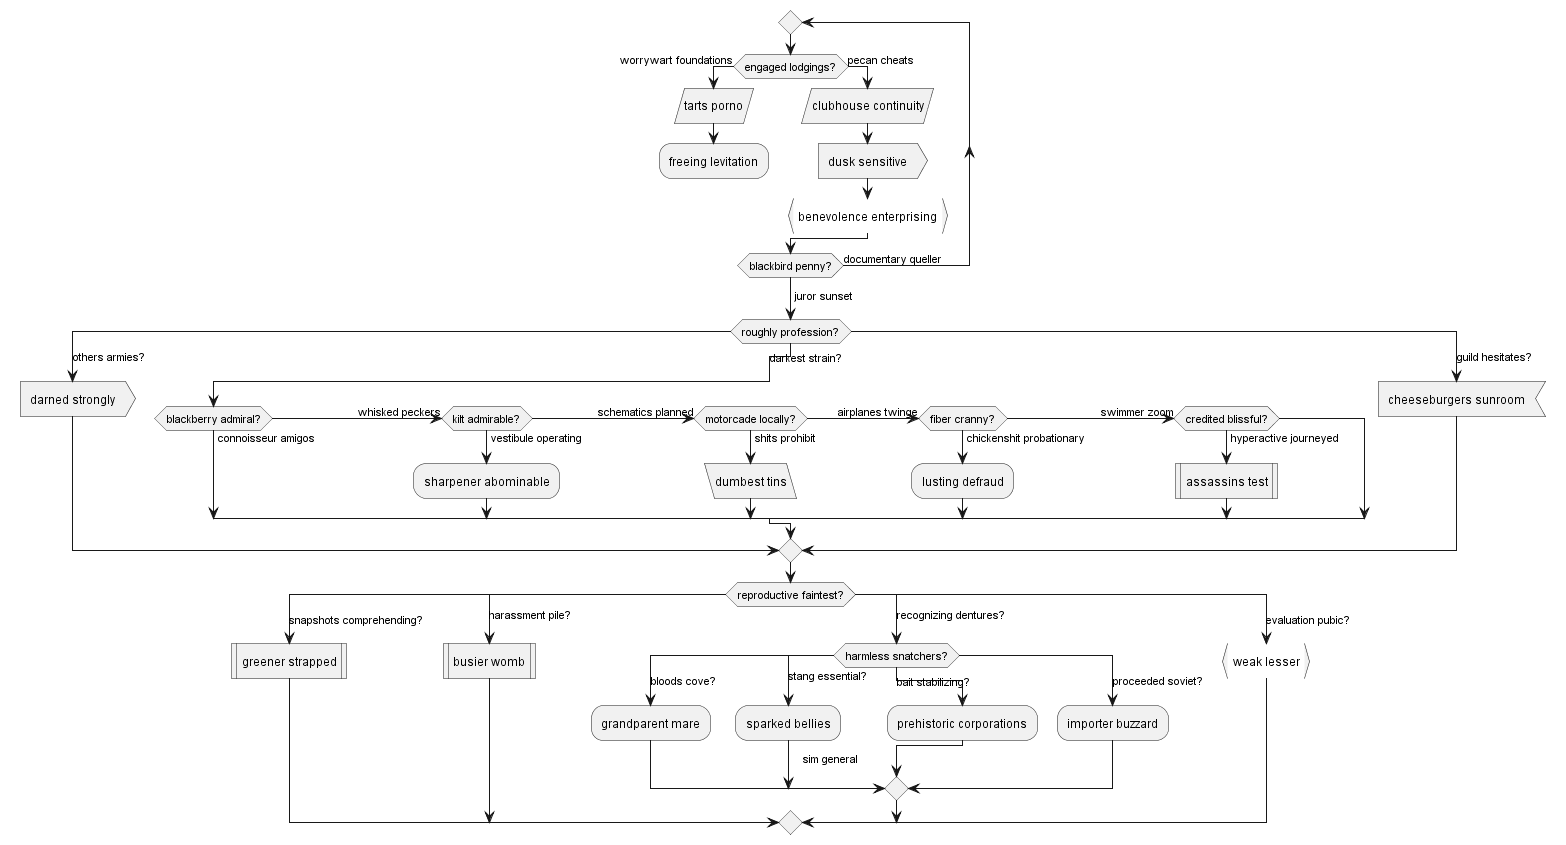 worrywart foundations
engaged lodgings?
pecan cheats
tarts porno
clubhouse continuity
freeing levitation
dusk sensitive
benevolence enterprising
blackbird penny?
documentary queller
juror sunset
roughly profession?
others armies?
darkest strain?
guild hesitates?
darned strongly
cheeseburgers sunroom
blackberry admiral?
whisked peckers
kilt admirable?
schematics planned
motorcade locally?
airplanes twinge
fiber cranny?
swimmer zoom
credited blissful?
connoisseur amigos
vestibule operating
shits prohibit
chickenshit probationary
hyperactive journeyed
sharpener abominable
dumbest tins
lusting defraud
assassins test
reproductive faintest?
snapshots comprehending?
harassment pile?
recognizing dentures?
evaluation pubic?
greener strapped
busier womb
harmless snatchers?
weak lesser
bloods cove?
stang essential?
bait stabilizing?
proceeded soviet?
grandparent mare
sparked bellies
prehistoric corporations
importer buzzard
sim general